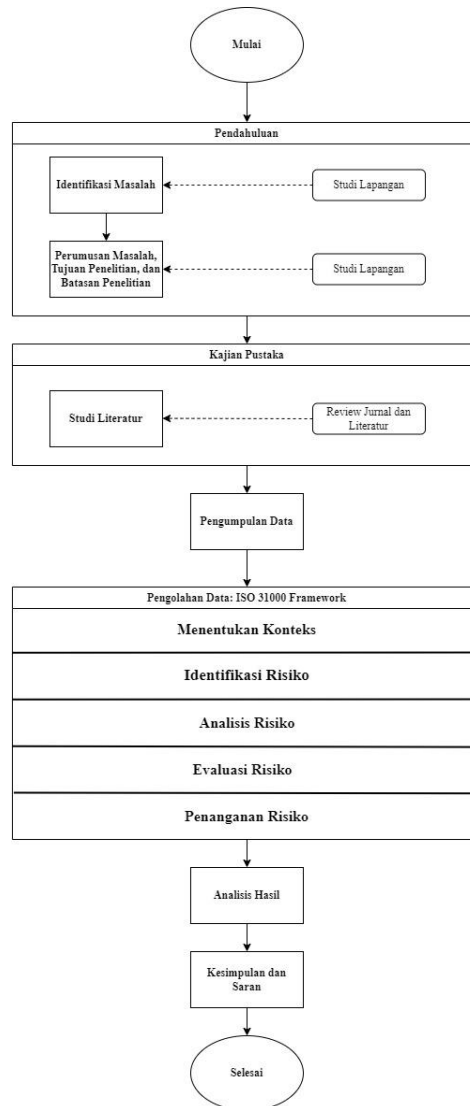 Mulai
Pendahuluan
Identifikasi Masalah
Studi Lapangan
Perumusan Masalah,
Tujuan Penelitian, dan
Batasan Penelitian
Studi Lapangan
Kajian Pustaka
Studi Literatur
Review Jurnal dan
Literatur
Pengumpulan Data
Pengolahan Data: ISO 31000 Framework
Menentukan Konteks
Identifikasi Risiko
Analisis Risiko
Evaluasi Risiko
Penanganan Risiko
Analisis Hasil
Kesimpulan dan
Saran
Selesai